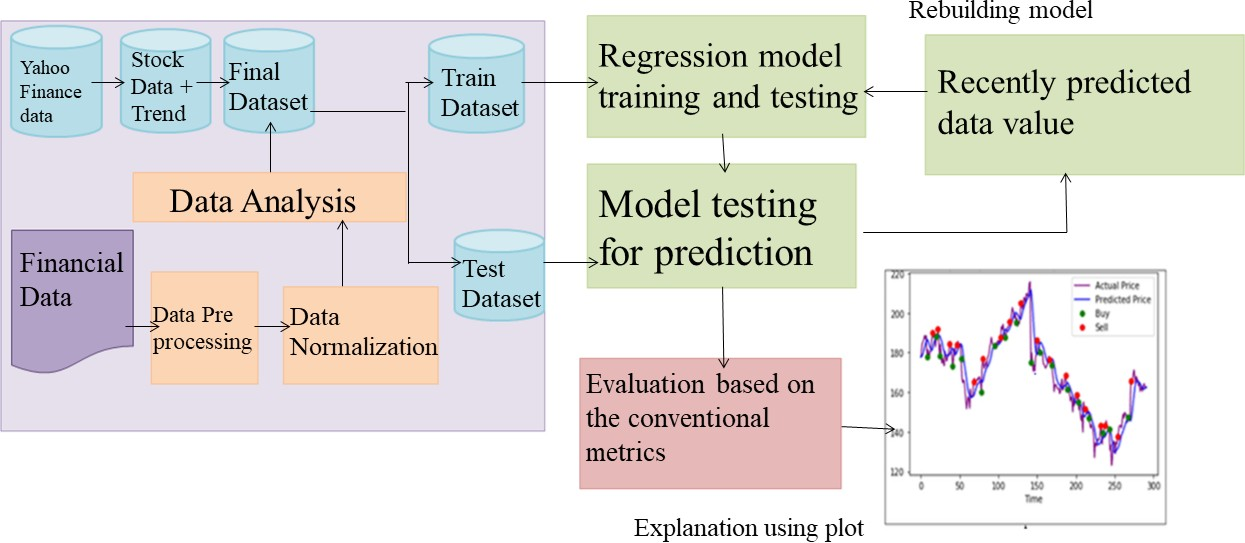 Rebuilding model
Yahoo
Finance
data
Stock
Data +
Trend
Final
Dataset
Train
Dataset
Regression model
training and testing
Recently predicted
data value
Data Analysis
Model testing
for prediction
Financial
Data
Data Pre
processing
Data
Normalization
Test
Dataset
Evaluation based on
the conventional
metrics
220
200
180
160
140
120
0
50
100
150
200
250
300
Time
Actual Price
Predicted Price
Buy
Sell
Explanation using plot